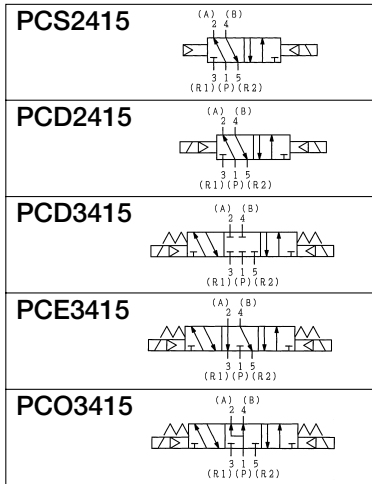 PCS2415
(A) (B)
2 4
3 1 5
(R1)(P)(R2)
PCD2415
(A) (B)
2 4
3 1 5
(R1)(P)(R2)
PCD3415
(A) (B)
2 4
3 1 5
(R1)(P)(R2)
PCE3415
(A) (B)
2 4
3 1 5
(R1)(P)(R2)
PCO3415
(A) (B)
2 4
3 1 5
(R1)(P)(R2)